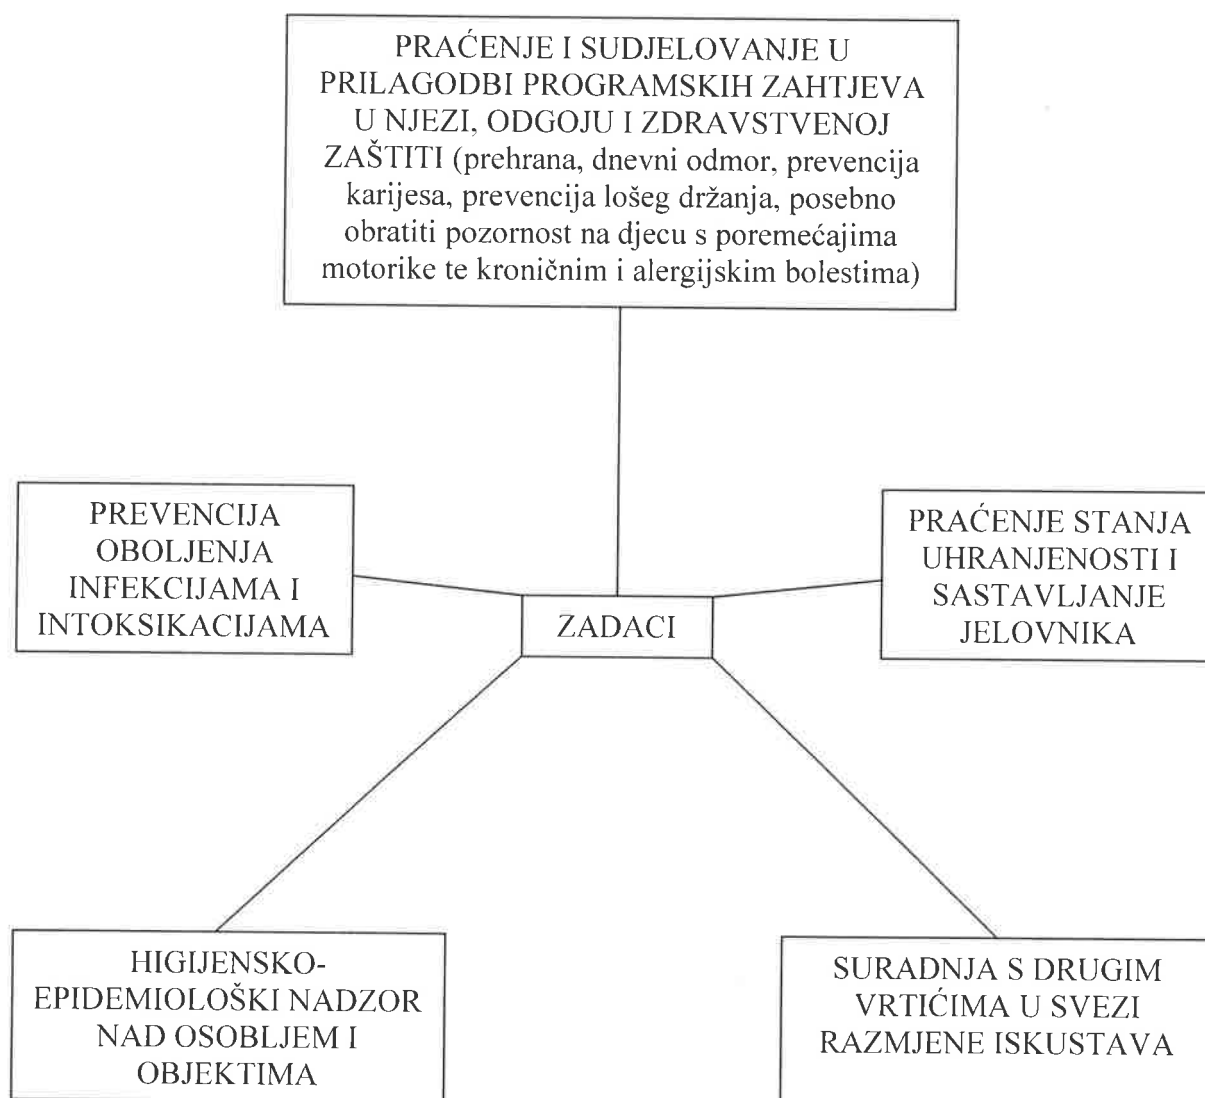 PRAĆENJE I SUDJELOVANJE U
PRILAGODBI PROGRAMSKIH ZAHTJEVA
U NJEZI, ODGOJU I ZDRAVSTVENOJ
ZAŠTITI (prehrana, dnevni odmor, prevencija
karijesa, prevencija lošeg držanja, posebno
obratiti pozornost na djecu s poremećajima
motorike te kroničnim i alergijskim bolestima)
PREVENCIJA
OBOLJENJA
INFEKCIJAMA I
INTOKSIKACIJAMA
ZADACI
PRAĆENJE STANJA
UHRANJENOSTI I
SASTAVLJANJE
JELOVNIKA
HIGIJENSKO-
EPIDEMIOLOŠKI NADZOR
NAD OSOBLJEM I
OBJEKTIMA
SURADNJA S DRUGIM
VRTIĆIMA U SVEZI
RAZMJENE ISKUSTAVA